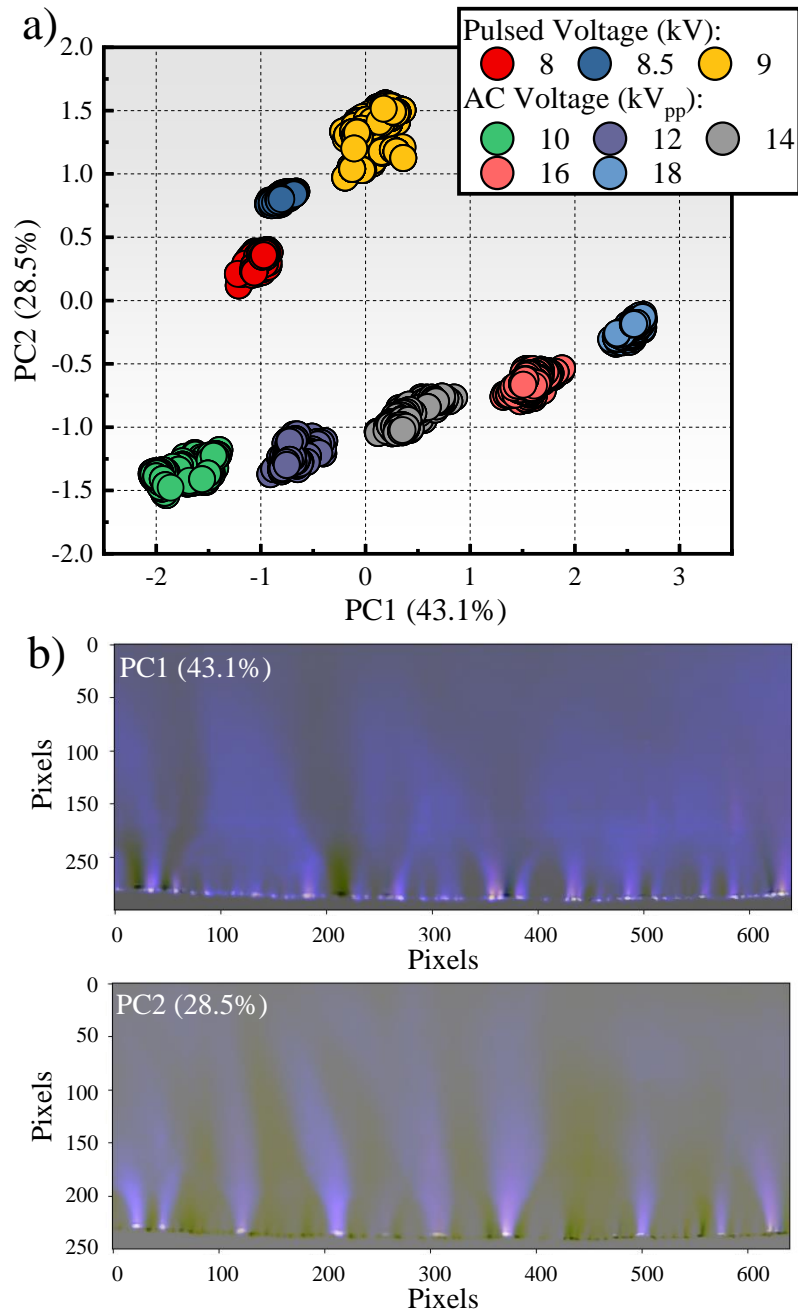 a)
Pulsed Voltage (kV):
8 8.5 9
AC Voltage (kVpp):
10 12 14
16 18
2.0
1.5
1.0
0.5
0.0
-0.5
-1.0
-1.5
-2.0
PC2 (28.5%)
-2 -1 0 1 2 3
PC1 (43.1%)
b)
PC1 (43.1%)
0
50
100
150
250
Pixels
0 100 200 300 400 500 600
Pixels
PC2 (28.5%)
0
50
100
150
200
250
Pixels
0 100 200 300 400 500 600
Pixels